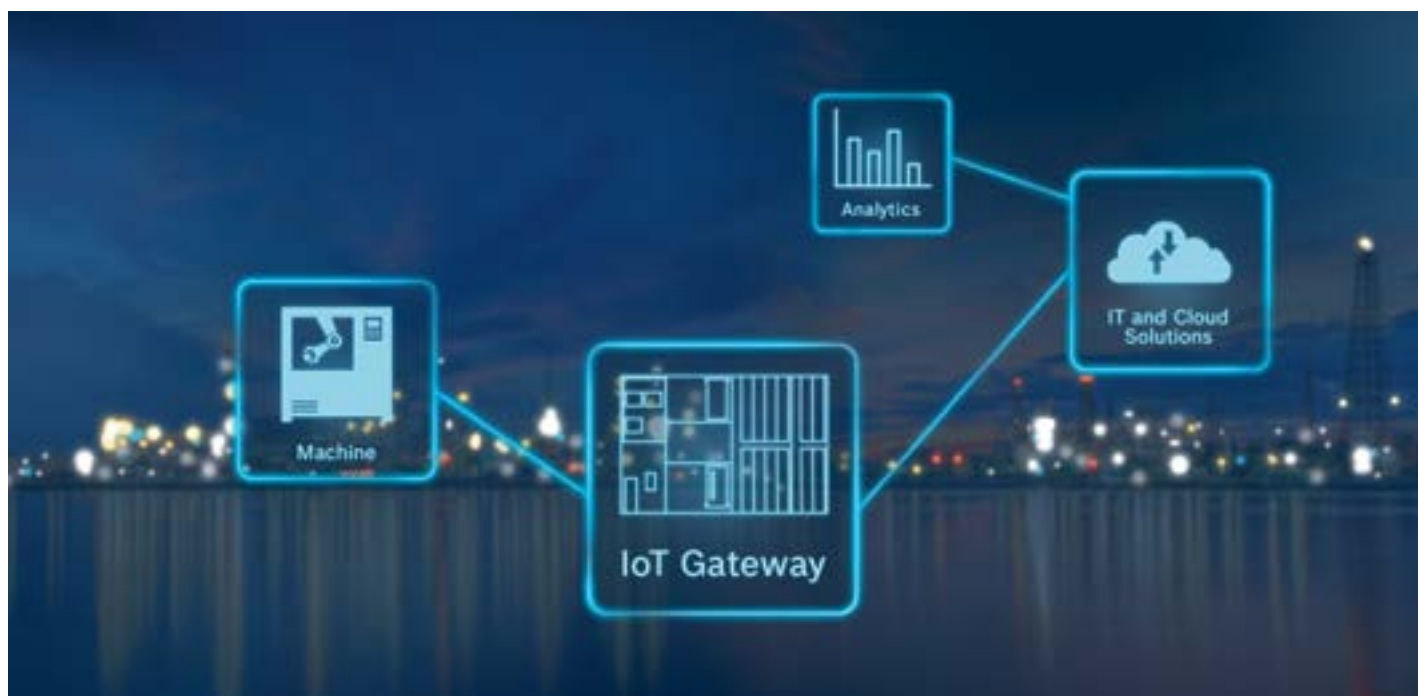 Analytics
IT and Cloud
Solutions
Machine
IoT Gateway